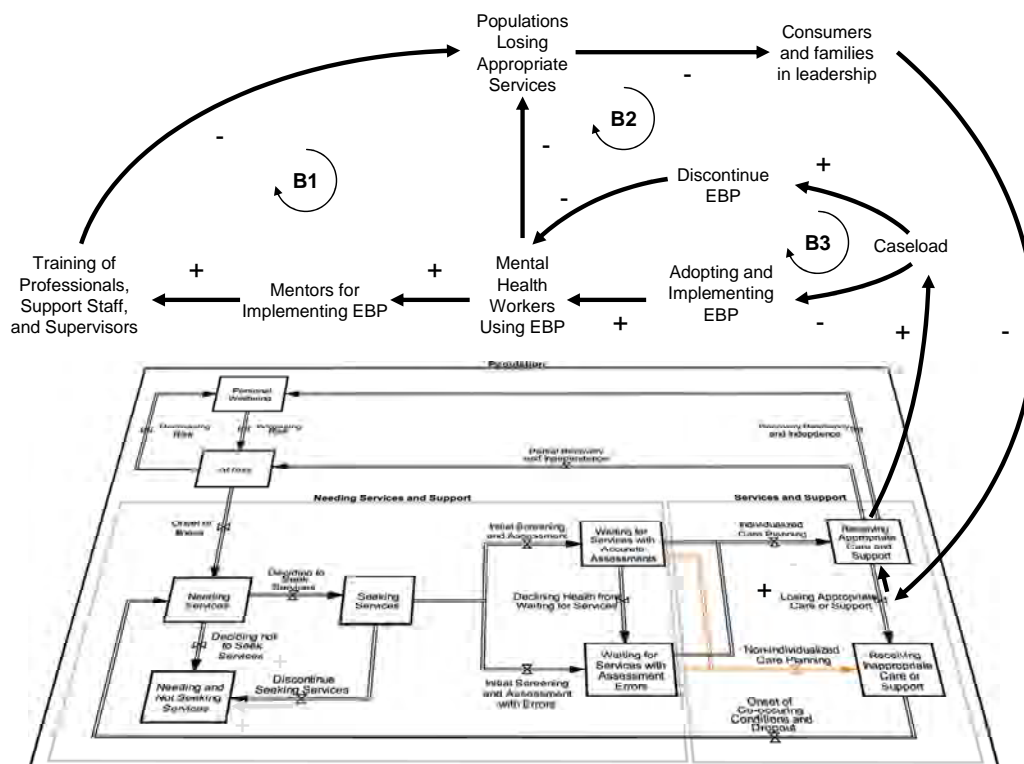 Populations
Losing
Appropriate
Services
Consumers
and families
in leadership
-
-
B2
B1
-
+
Discontinue
EBP
-
B3
Caseload
Training of
Professionals,
Support Staff,
and Supervisors
+
Mentors for
Implementing EBP
+
Mental
Health
Workers
Using EBP
+
Adopting and
Implementing
EBP
-
+
-
Population
Personal
Wellbeing
Risk
Risk
and
Partial Recovery
and
Needing Services and Support
Services and Support
Onset of
Illness
Initial Screening
and Assessment
Waiting for
Services with
Accurate
Assessments
Individualized
Care Planning
Receiving
Appropriate
Care and
Support
Needing
Services
Deciding to
Seek
Services
Seeking
Services
Declining Health from
Waiting for Services
+
Losing Appropriate
Care or Support
Deciding not
to Seek
Services
Needing and
Not Seeking
Services
Discontinue
Seeking Services
Initial Screening
and Assessment
with Errors
Waiting for
Services with
Assessment
Errors
Non-individualized
Care Planning
Receiving
Inappropriate
Care or
Support
Onset of
Co-occuring
Conditions and
Dropout